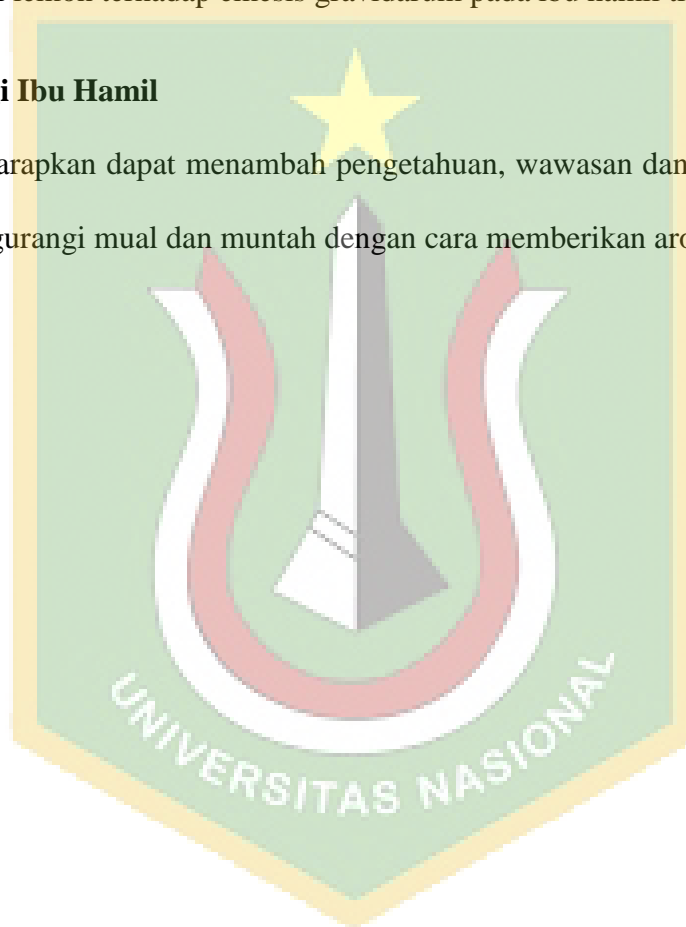 lemon terhadap emesis gravidarum pada ibu hamil
i Ibu Hamil
arapkan dapat menambah pengetahuan, wawasan dan
gurangi mual dan muntah dengan cara memberikan aro
UNIVERSITAS NASIONAL